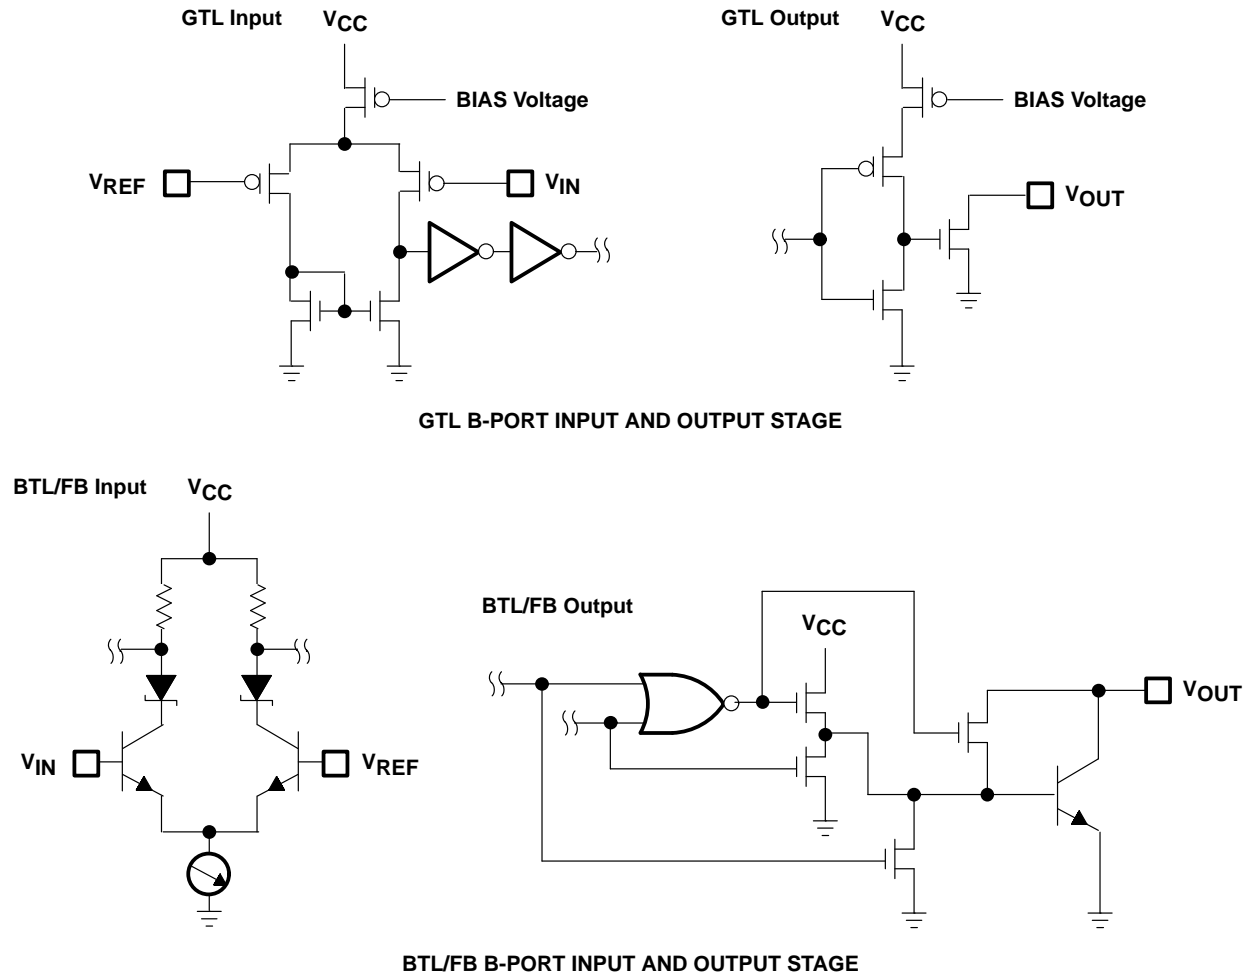 GTL Input
VCC
BIAS Voltage
VREF
VIN
GTL Output
VCC
BIAS Voltage
VOUT
GTL B-PORT INPUT AND OUTPUT STAGE
BTL/FB Input
VCC
VIN
VREF
BTL/FB Output
VCC
VOUT
BTL/FB B-PORT INPUT AND OUTPUT STAGE